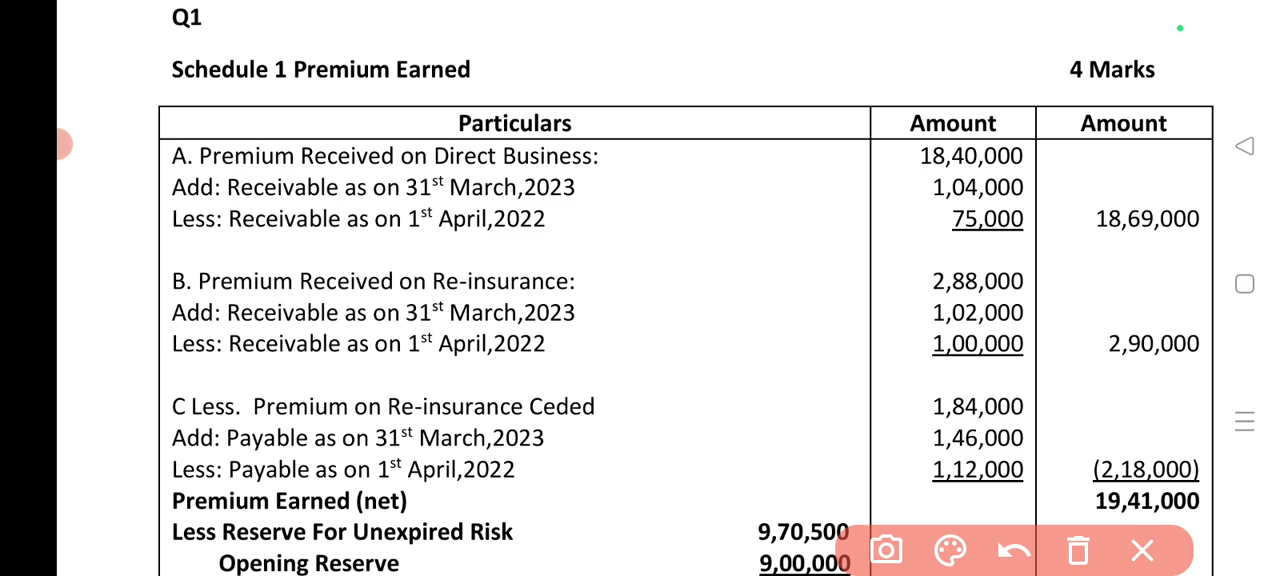 Q1
Schedule 1 Premium Earned 4 Marks
Particulars Amount Amount
A. Premium Received on Direct Business: 18,40,000
Add: Receivable as on 31st March,2023 1,04,000
Less: Receivable as on 1st April,2022 75,000 18,69,000
B. Premium Received on Re-insurance: 2,88,000
Add: Receivable as on 31st March,2023 1,02,000
Less: Receivable as on 1st April,2022 1,00,000 2,90,000
C Less. Premium on Re-insurance Ceded 1,84,000
Add: Payable as on 31st March,2023 1,46,000
Less: Payable as on 1st April,2022 1,12,000 (2,18,000)
Premium Earned (net) 19,41,000
Less Reserve For Unexpired Risk 9,70,500
Opening Reserve 9,00,000